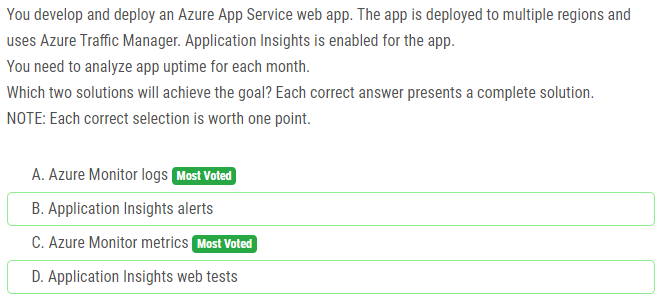 You develop and deploy an Azure App Service web app. The app is deployed to multiple regions and
uses Azure Traffic Manager. Application Insights is enabled for the app.
You need to analyze app uptime for each month.
Which two solutions will achieve the goal? Each correct answer presents a complete solution.
NOTE: Each correct selection is worth one point.
A. Azure Monitor logs Most Voted
B. Application Insights alerts
C. Azure Monitor metrics Most Voted
D. Application Insights web tests